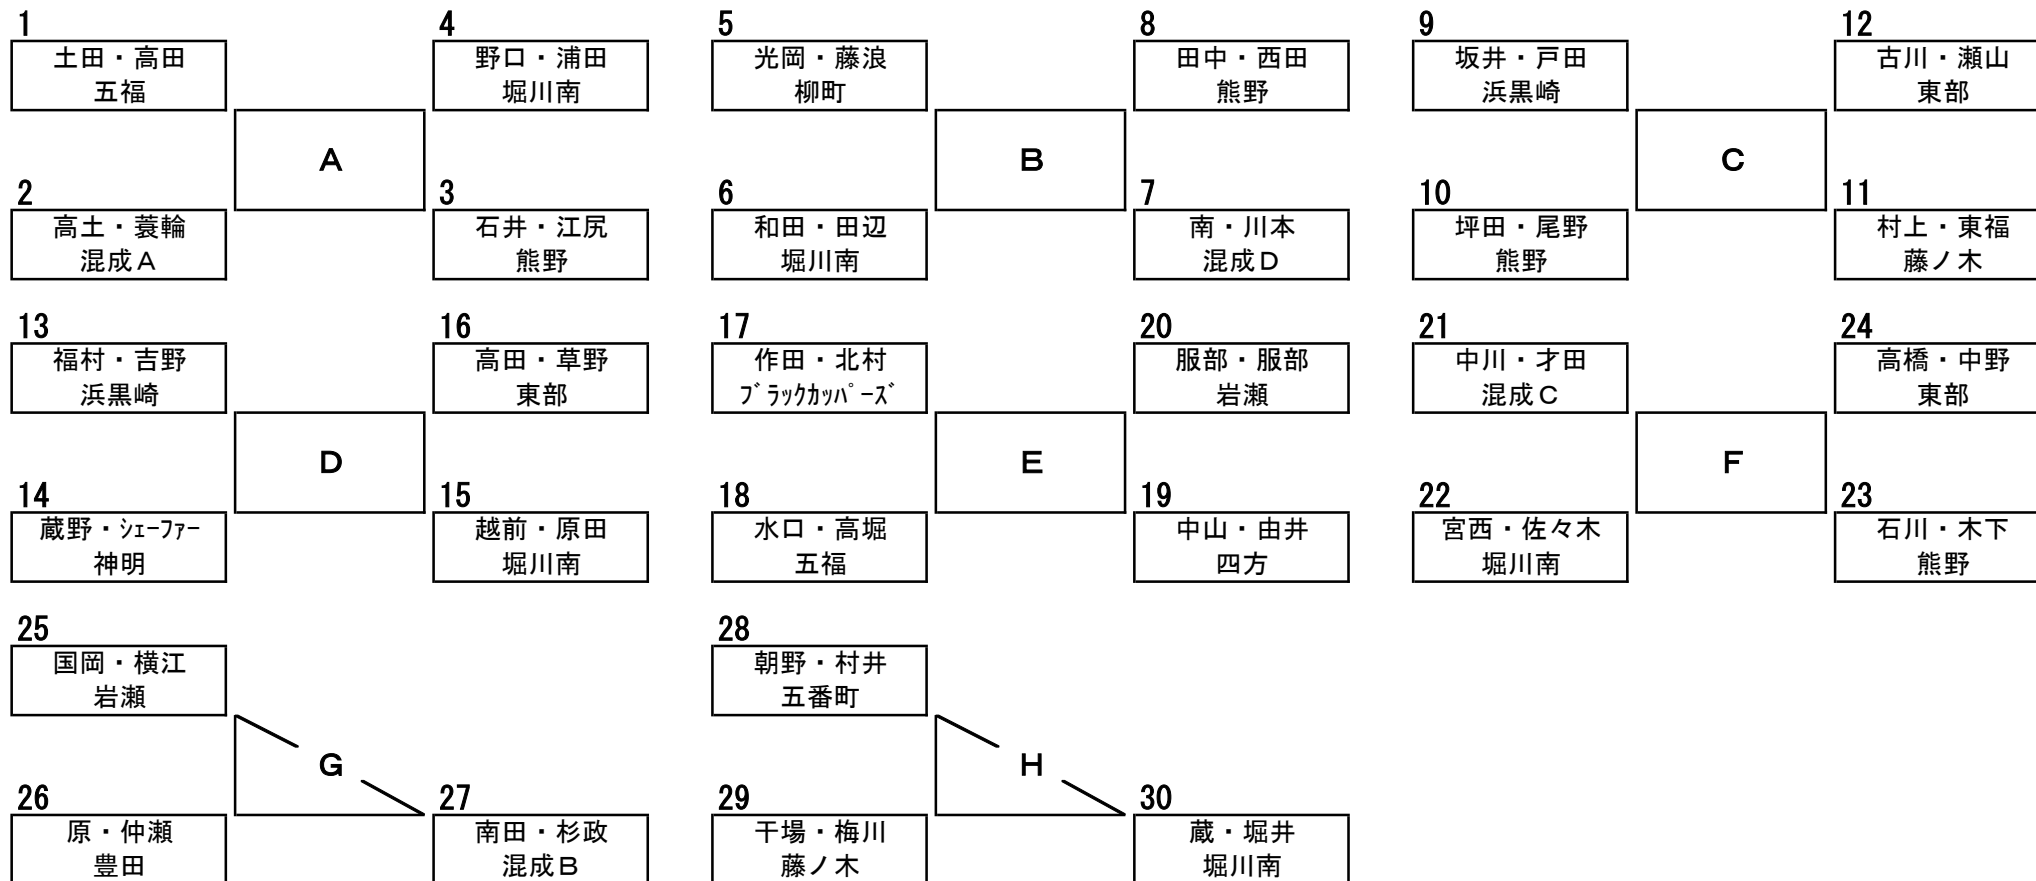 1
土田・高田
五福
4
野口・浦田
堀川南
A
2
高土・蓑輪
混成A
3
石井・江尻
熊野
5
光岡・藤浪
柳町
8
田中・西田
熊野
B
6
和田・田辺
堀川南
7
南・川本
混成D
9
坂井・戸田
浜黒崎
12
古川・瀬山
東部
C
10
坪田・尾野
熊野
11
村上・東福
藤ノ木
13
福村・吉野
浜黒崎
16
高田・草野
東部
D
14
蔵野・シェーファー
神明
15
越前・原田
堀川南
17
作田・北村
ブラックカッパーズ
20
服部・服部
岩瀬
E
18
水口・高堀
五福
19
中山・由井
四方
21
中川・才田
混成C
24
高橋・中野
東部
F
22
宮西・佐々木
堀川南
23
石川・木下
熊野
25
国岡・横江
岩瀬
G
26
原・仲瀬
豊田
27
南田・杉政
混成B
28
朝野・村井
五番町
H
29
干場・梅川
藤ノ木
30
蔵・堀井
堀川南